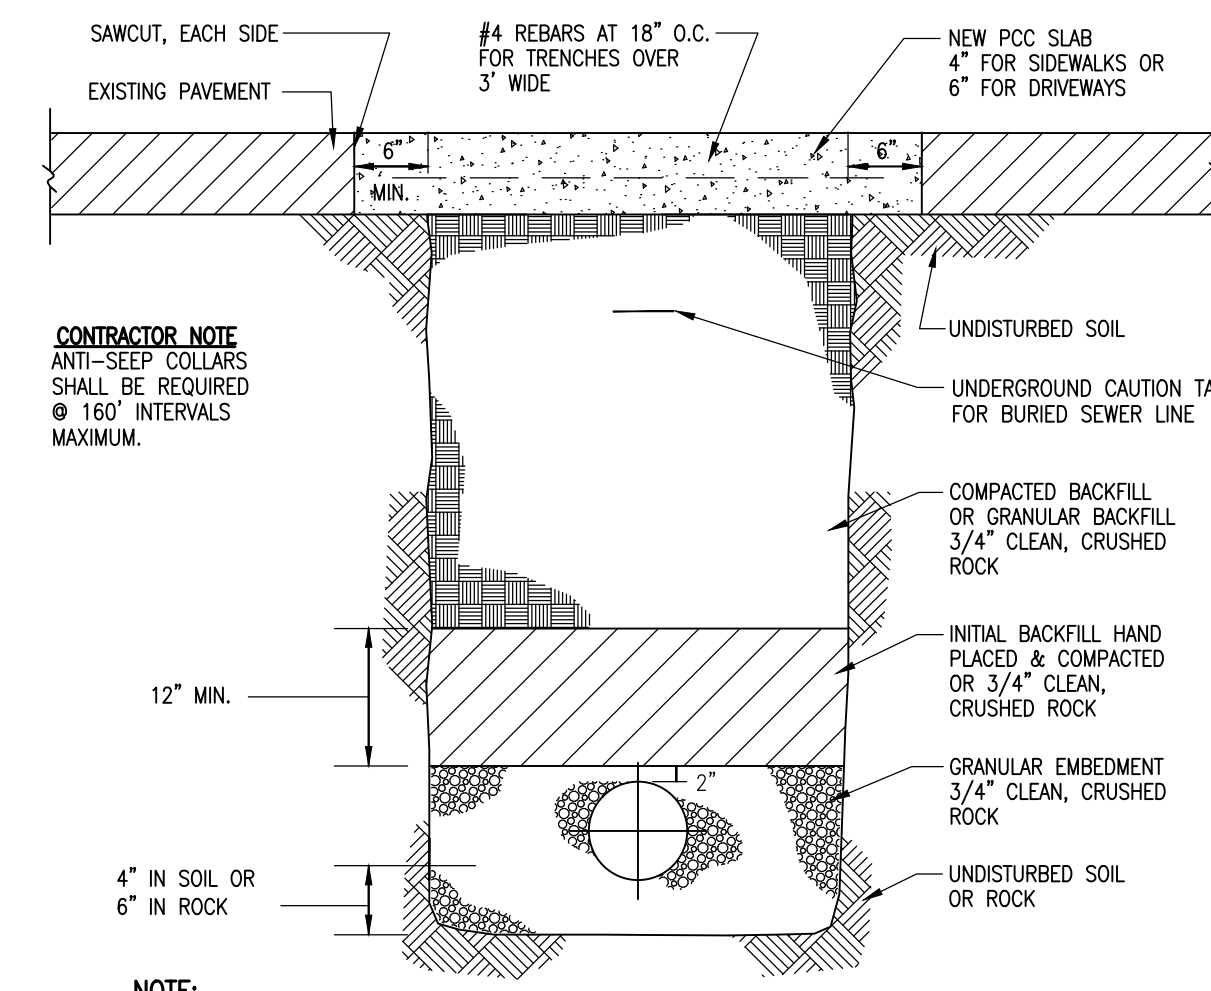 SAWCUT, EACH SIDE
EXISTING PAVEMENT
#4 REBARS AT 18" O.C.
FOR TRENCHES OVER
3' WIDE
NEW PCC SLAB
4" FOR SIDEWALKS OR
6" FOR DRIVEWAYS
6"
MIN.
6"
CONTRACTOR NOTE
ANTI-SEEP COLLARS
SHALL BE REQUIRED
@ 160' INTERVALS
MAXIMUM.
UNDISTURBED SOIL
UNDERGROUND CAUTION TA
FOR BURIED SEWER LINE
COMPACTED BACKFILL
OR GRANULAR BACKFILL
3/4" CLEAN, CRUSHED
ROCK
INITIAL BACKFILL HAND
PLACED & COMPACTED
OR 3/4" CLEAN,
CRUSHED ROCK
12" MIN.
2"
GRANULAR EMBEDMENT
3/4" CLEAN, CRUSHED
ROCK
4" IN SOIL OR
6" IN ROCK
UNDISTURBED SOIL
OR ROCK
NOTE: